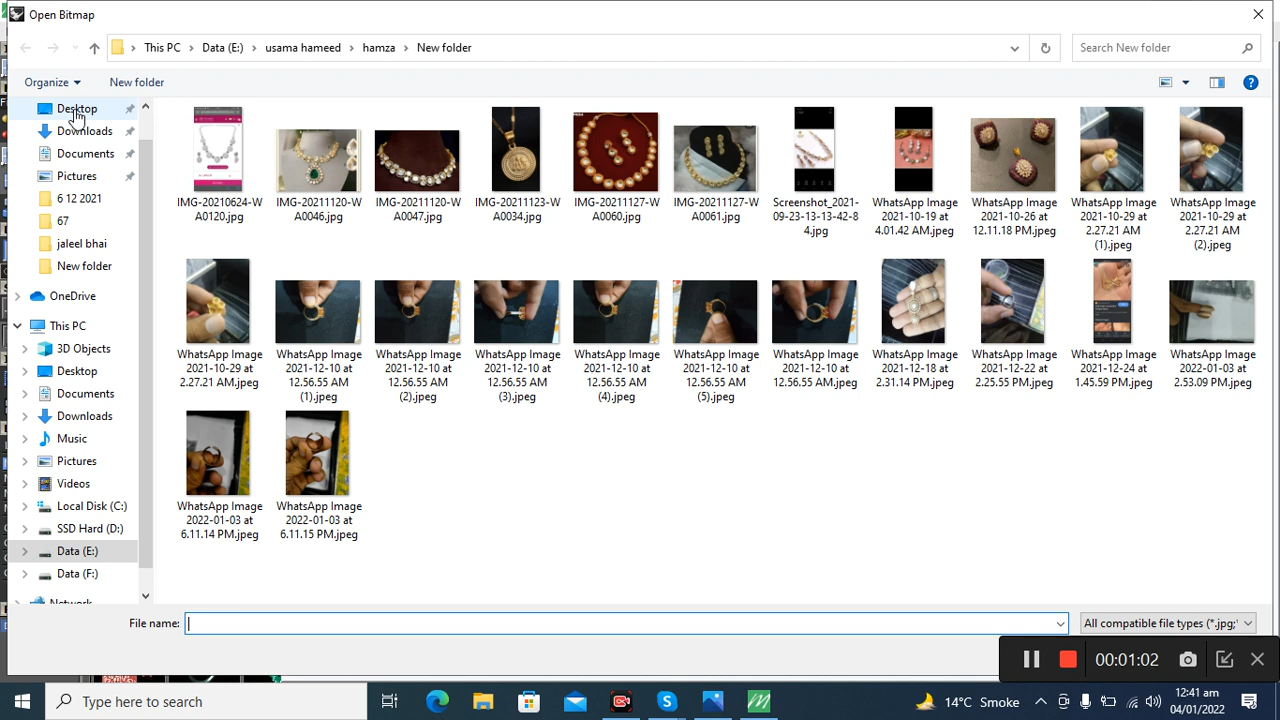 Open Bitmap
This PC
Data (E:)
usama hameed
hamza
New folder
Search New folder
Organize
New folder
Desktop
Downloads
Documents
Pictures
6 12 2021
67
jaleel bhai
New folder
OneDrive
This PC
3D Objects
Desktop
Documents
Downloads
Music
Pictures
Videos
Local Disk (C:)
SSD Hard (D:)
Data (E:)
Data (F:)
Network
IMG-20210624-W
A0120.jpg
IMG-20211120-W
A0046.jpg
IMG-20211120-W
A0047.jpg
IMG-20211123-W
A0034.jpg
IMG-20211127-W
A0060.jpg
IMG-20211127-W
A0061.jpg
Screenshot_2021-
09-23-13-13-42-8
4.jpg
WhatsApp Image
2021-10-19 at
4.01.42 AM.jpeg
WhatsApp Image
2021-10-26 at
12.11.18 PM.jpeg
WhatsApp Image
2021-10-29 at
2.27.21 AM
(1).jpeg
WhatsApp Image
2021-10-29 at
2.27.21 AM
(2).jpeg
WhatsApp Image
2021-10-29 at
2.27.21 AM.jpeg
WhatsApp Image
2021-12-10 at
12.56.55 AM
(1).jpeg
WhatsApp Image
2021-12-10 at
12.56.55 AM
(2).jpeg
WhatsApp Image
2021-12-10 at
12.56.55 AM
(3).jpeg
WhatsApp Image
2021-12-10 at
12.56.55 AM
(4).jpeg
WhatsApp Image
2021-12-10 at
12.56.55 AM
(5).jpeg
WhatsApp Image
2021-12-10 at
12.56.55 AM.jpeg
WhatsApp Image
2021-12-18 at
2.31.14 PM.jpeg
WhatsApp Image
2021-12-22 at
2.25.55 PM.jpeg
WhatsApp Image
2021-12-24 at
1.45.59 PM.jpeg
WhatsApp Image
2022-01-03 at
2.53.09 PM.jpeg
WhatsApp Image
2022-01-03 at
6.11.14 PM.jpeg
WhatsApp Image
2022-01-03 at
6.11.15 PM.jpeg
File name:
All compatible file types (*.jpg;*
00:01:02
Type here to search
14°C Smoke
12:41 am
04/01/2022